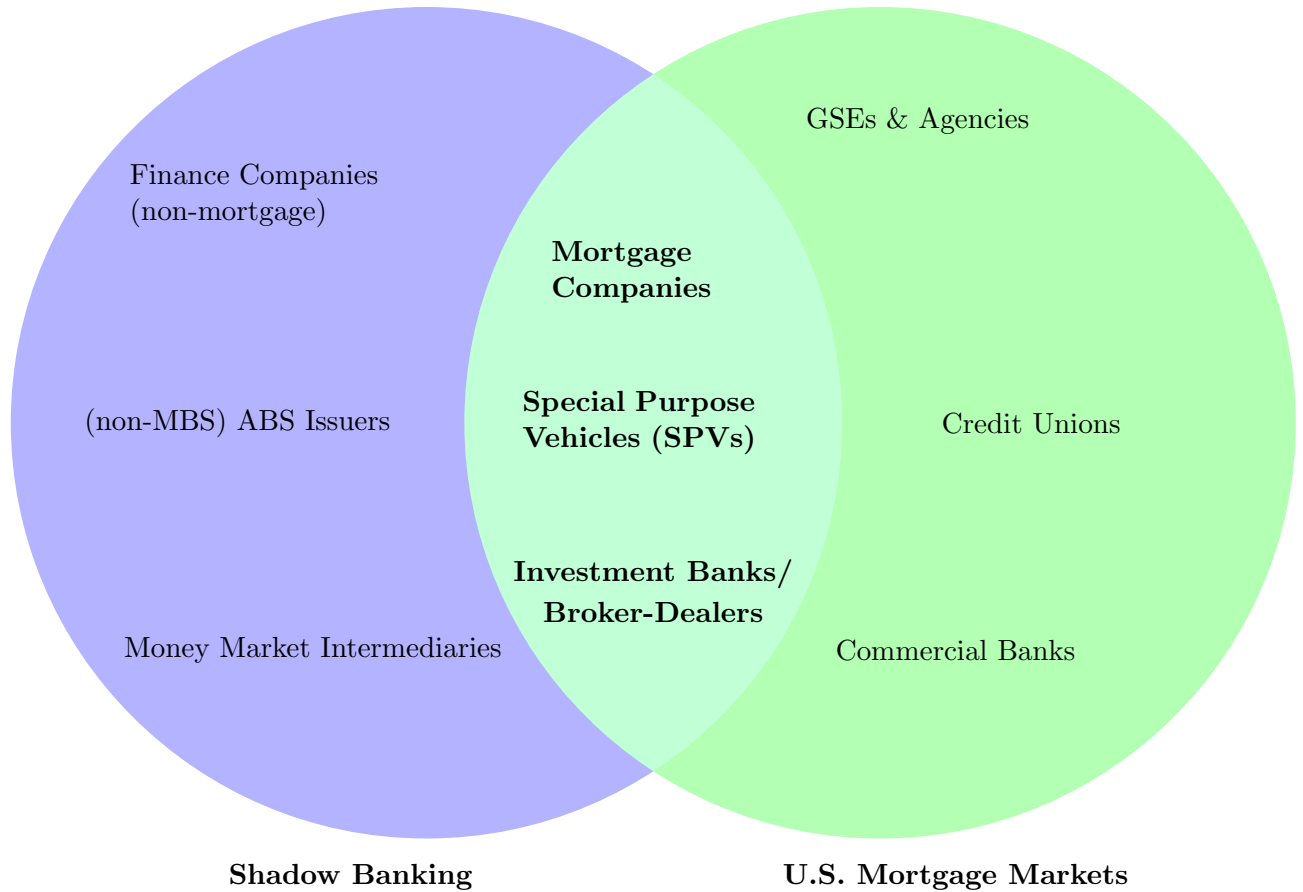 GSEs & Agencies
Finance Companies
(non-mortgage)
Mortgage
Companies
Special Purpose
Vehicles (SPVs)
(non-MBS) ABS Issuers
Credit Unions
Investment Banks/
Broker-Dealers
Money Market Intermediaries
Commercial Banks
Shadow Banking
U.S. Mortgage Markets